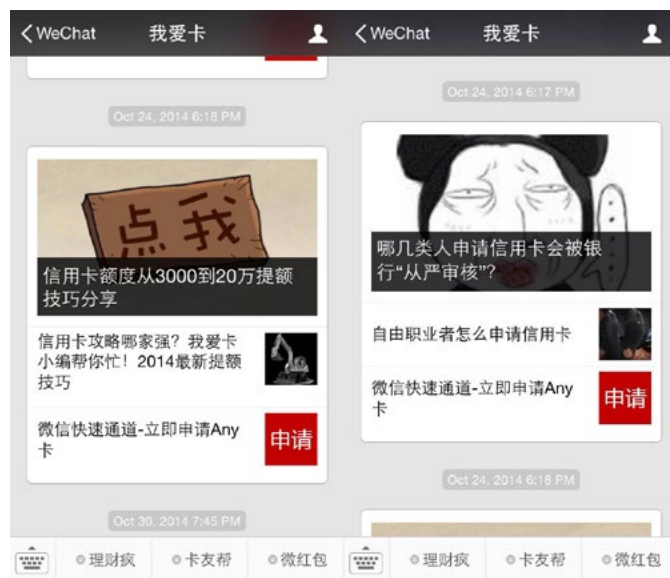 WeChat
我爱卡
Oct 24, 2014 6:18 PM
点我
信用卡额度从3000到20万提额
技巧分享
信用卡攻略哪家强？我爱卡
小编帮你忙！2014最新提额
技巧
微信快速通道-立即申请Any
卡
申请
Oct 30, 2014 7:45 PM
理财疯
卡友帮
微红包
WeChat
我爱卡
Oct 24, 2014 6:17 PM
哪几类人申请信用卡会被银
行“从严审核”?
自由职业者怎么申请信用卡
微信快速通道-立即申请Any
卡
申请
Oct 24, 2014 6:18 PM
理财疯
卡友帮
微红包